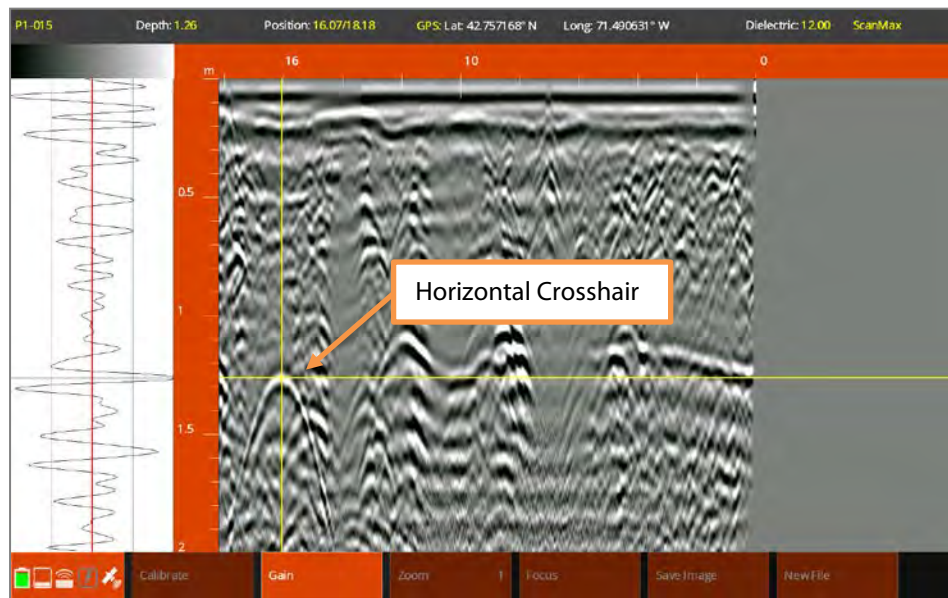 P1-015 Depth: 1.26 Position: 16.07/18.18 GPS: Lat: 42.757168° N Long: 71.490631° W Dielectric: 12.00 ScanMax
m 16 10 0
0.5
Horizontal Crosshair
1
1.5
2
Calibrate Gain Zoom 1 Focus Save Image New File